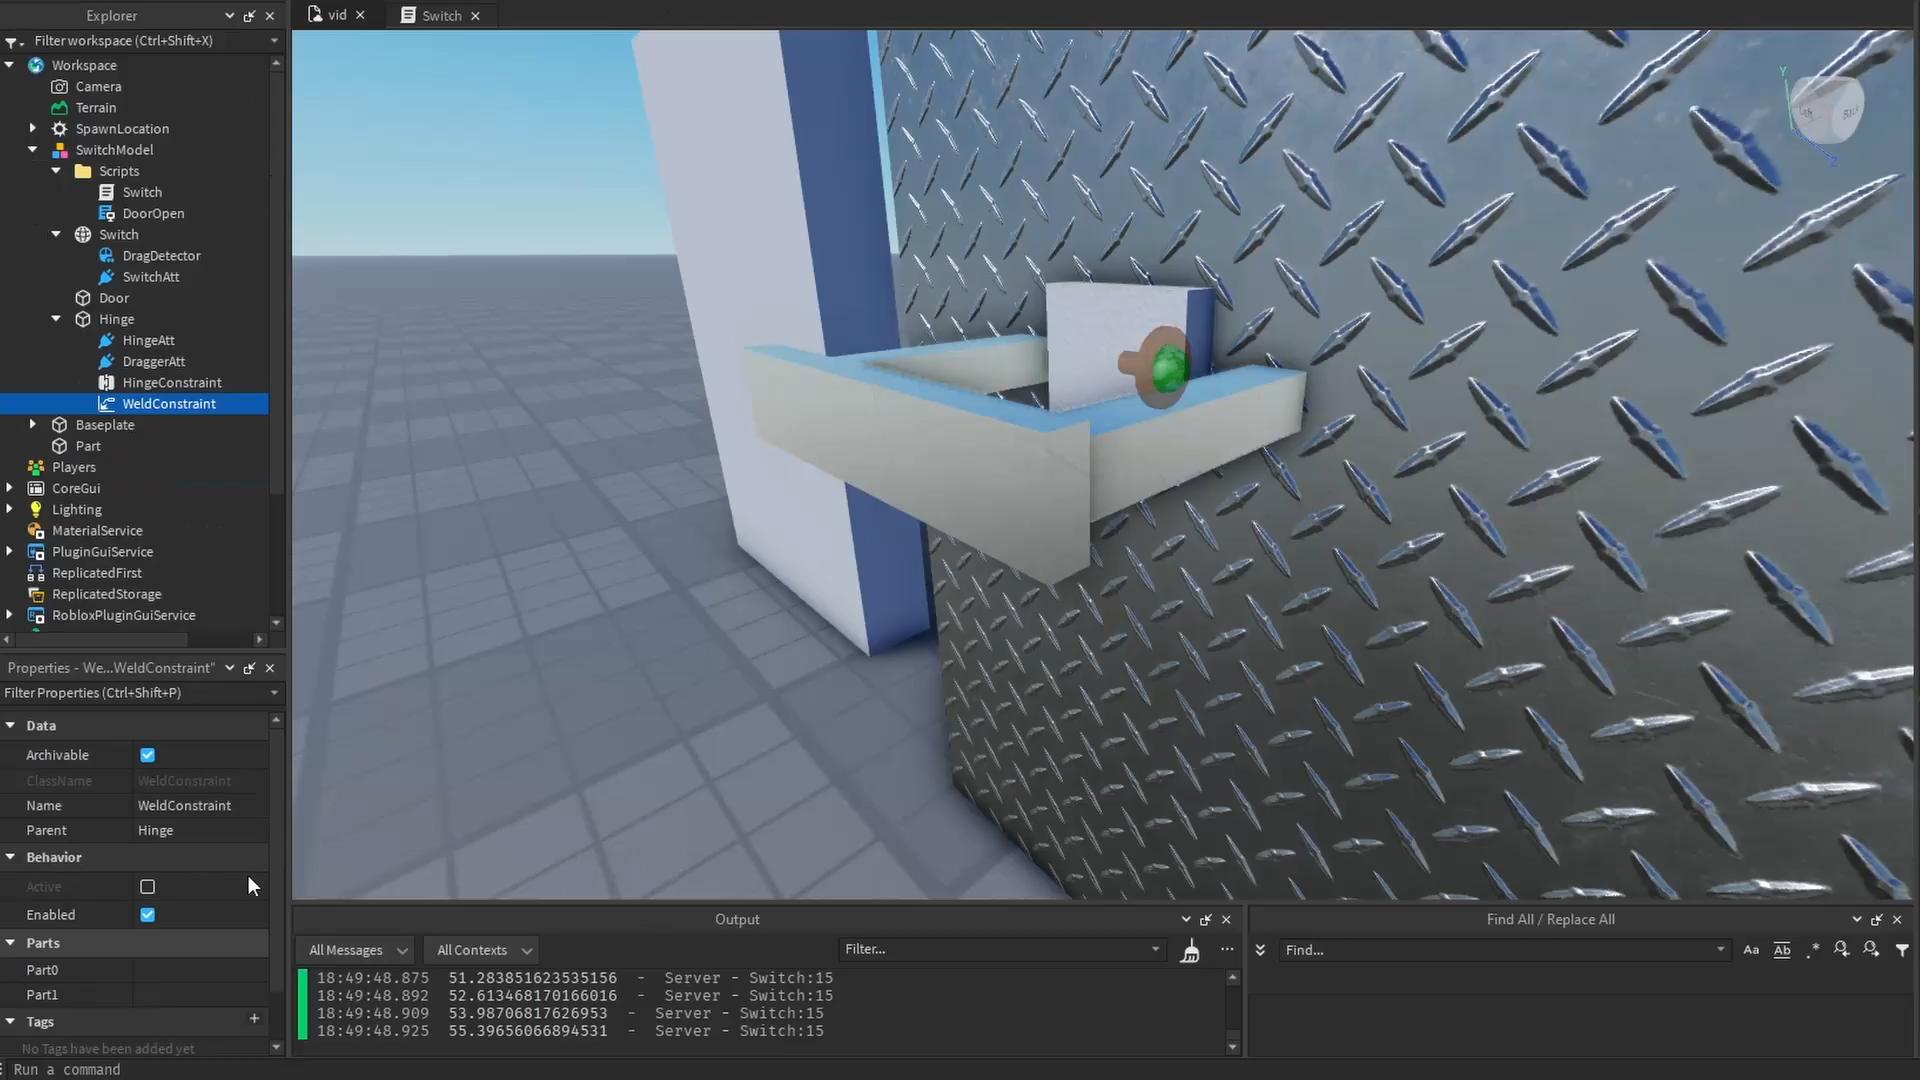 Explorer
Filter workspace (Ctrl+Shift+X)
Workspace
Camera
Terrain
SpawnLocation
SwitchModel
Scripts
Switch
DoorOpen
Switch
DragDetector
SwitchAtt
Door
Hinge
HingeAtt
DraggerAtt
HingeConstraint
WeldConstraint
Baseplate
Part
Players
CoreGui
Lighting
MaterialService
PluginGuiService
ReplicatedFirst
ReplicatedStorage
RobloxPluginGuiService
Properties - We...WeldConstraint"
Filter Properties (Ctrl+Shift+P)
Data
Archivable
ClassName WeldConstraint
Name WeldConstraint
Parent Hinge
Behavior
Active
Enabled
Parts
Part0
Part1
Tags +
No Tags have been added yet
Run a command
vid
Switch
Y
Left
Back
Z
Output
All Messages
All Contexts
Filter...
18:49:48.875 51.283851623535156 - Server - Switch:15
18:49:48.892 52.613468170166016 - Server - Switch:15
18:49:48.909 53.98706817626953 - Server - Switch:15
18:49:48.925 55.39656066894531 - Server - Switch:15
Find All / Replace All
Find...
Aa
Ab
.*